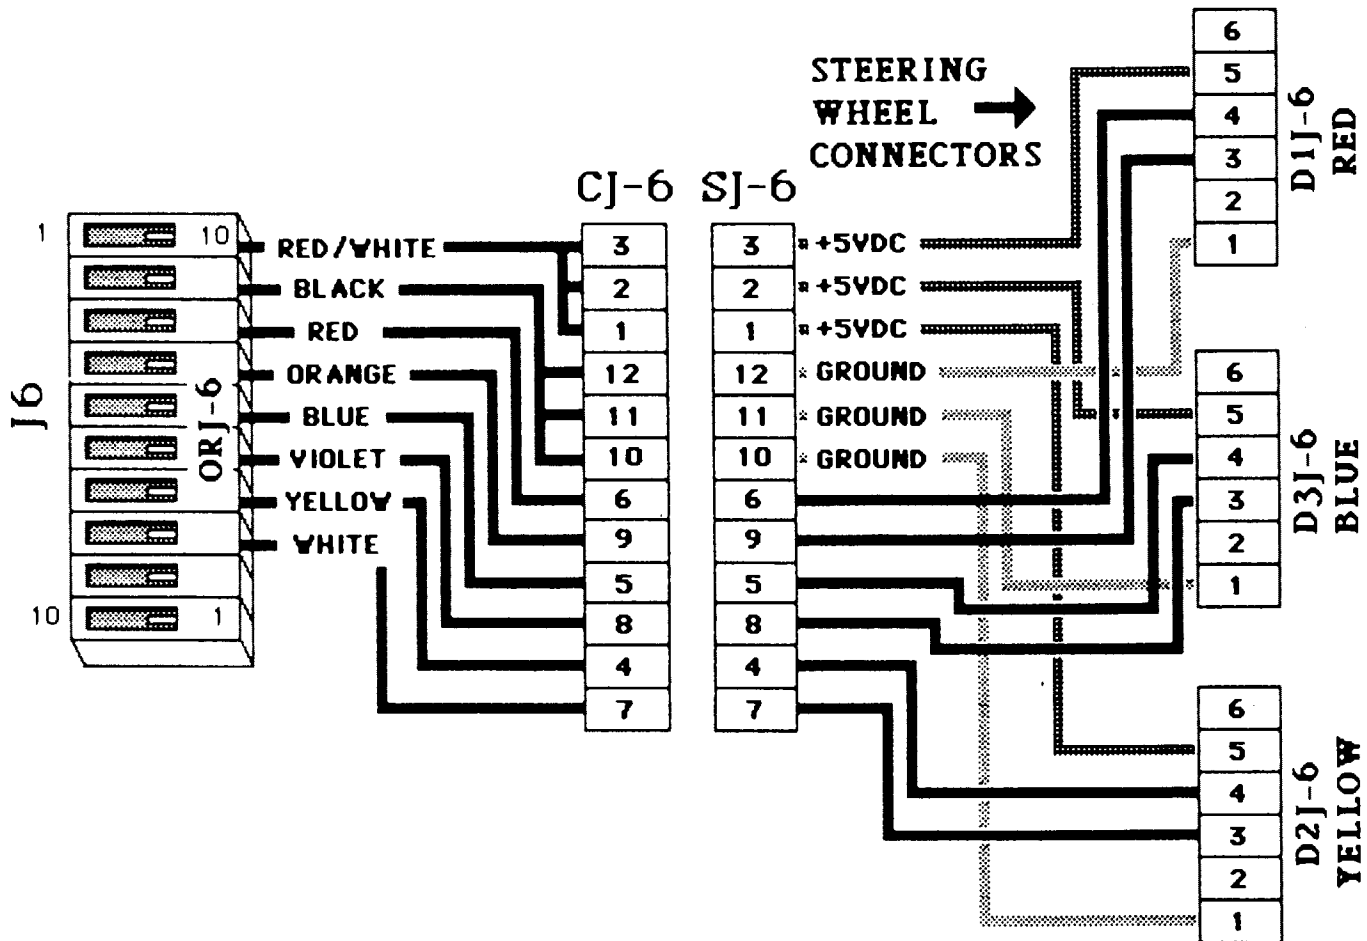 STEERING
WHEEL
CONNECTORS
CJ-6
SJ-6
J6
ORJ-6
1
10
10
1
RED/WHITE
BLACK
RED
ORANGE
BLUE
VIOLET
YELLOW
WHITE
3
2
1
12
11
10
6
9
5
8
4
7
3
2
1
12
11
10
6
9
5
8
4
7
+5VDC
+5VDC
+5VDC
GROUND
GROUND
GROUND
6
5
4
3
2
1
D1J-6
RED
6
5
4
3
2
1
D3J-6
BLUE
6
5
4
3
2
1
D2J-6
YELLOW